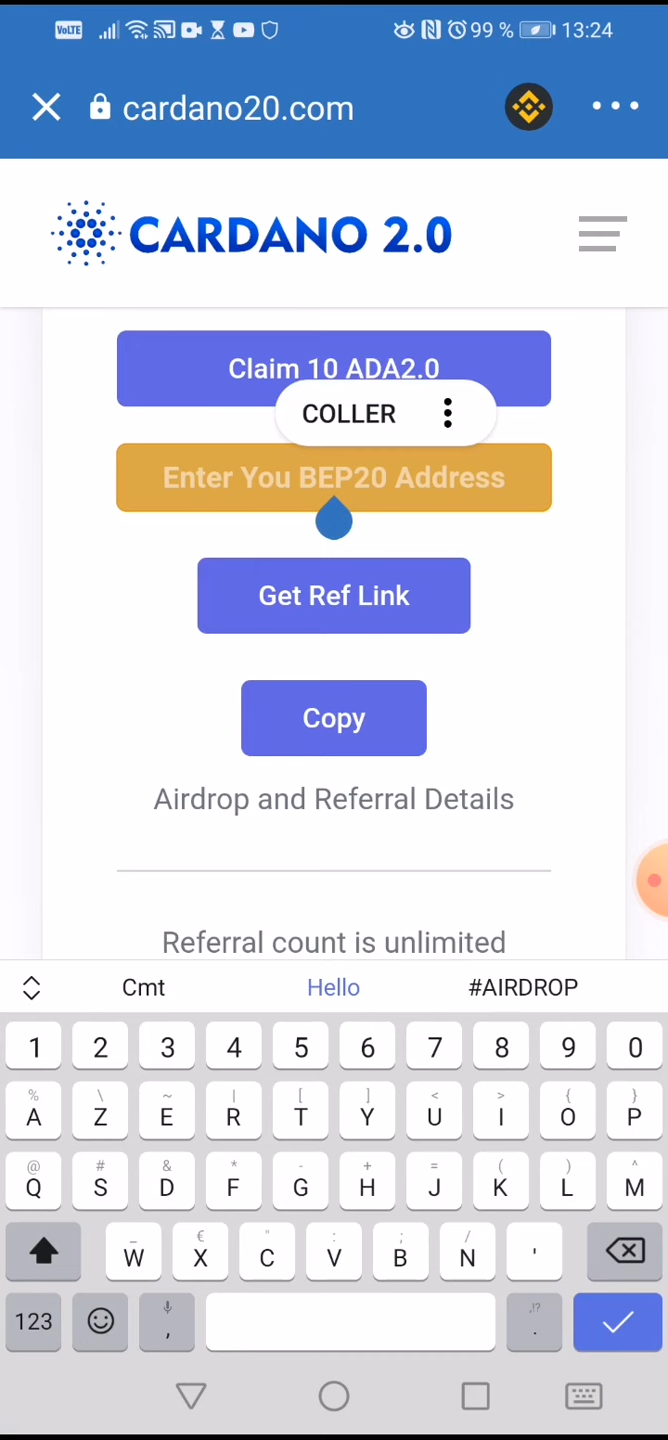 VoLTE 99 % 13:24
cardano20.com
CARDANO 2.0
Claim 10 ADA2.0
COLLER
Enter You BEP20 Address
Get Ref Link
Copy
Airdrop and Referral Details
Referral count is unlimited
Cmt Hello #AIRDROP
1 2 3 4 5 6 7 8 9 0
% \ ~ | [ ] < > { }
A Z E R T Y U I O P
@ # & * - + = ( ) ^
Q S D F G H J K L M
_ € " : ; /
W X C V B N '
,!?
123 , .